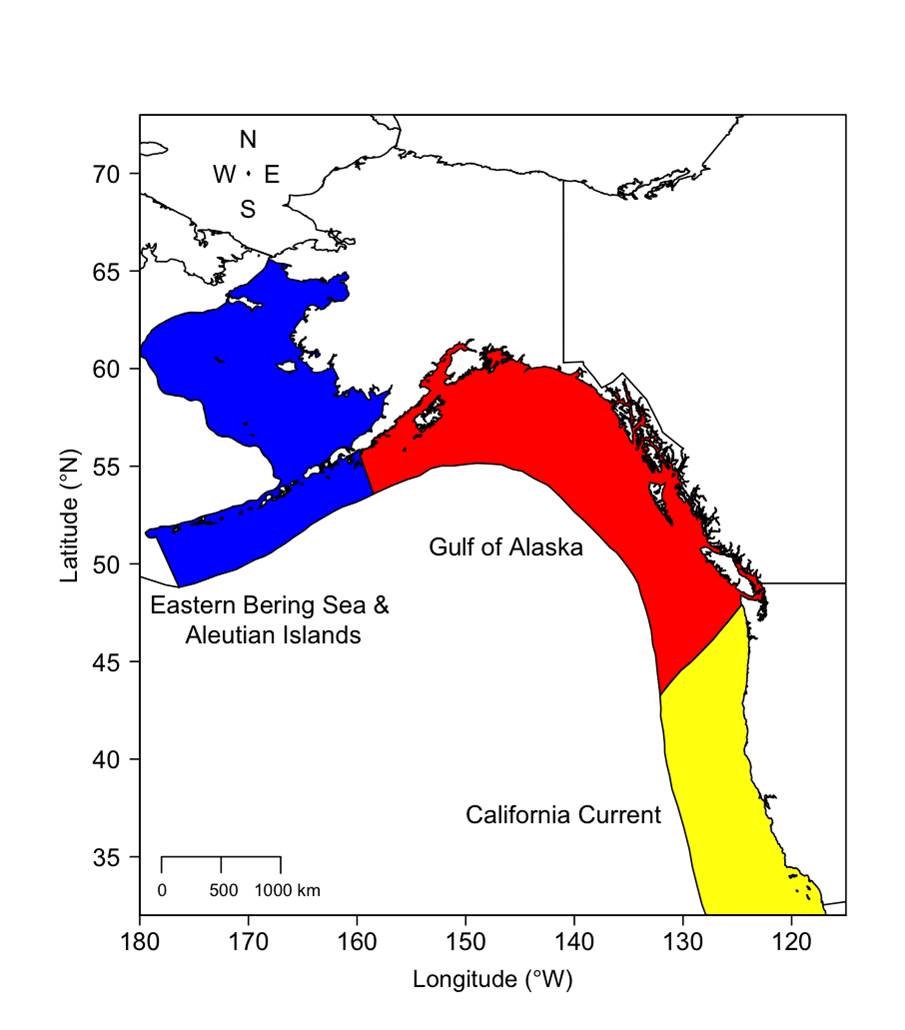 N
W · E
S
70
65
60
55
50
45
40
35
Latitude (°N)
Gulf of Alaska
Eastern Bering Sea &
Aleutian Islands
California Current
0 500 1000 km
180 170 160 150 140 130 120
Longitude (°W)